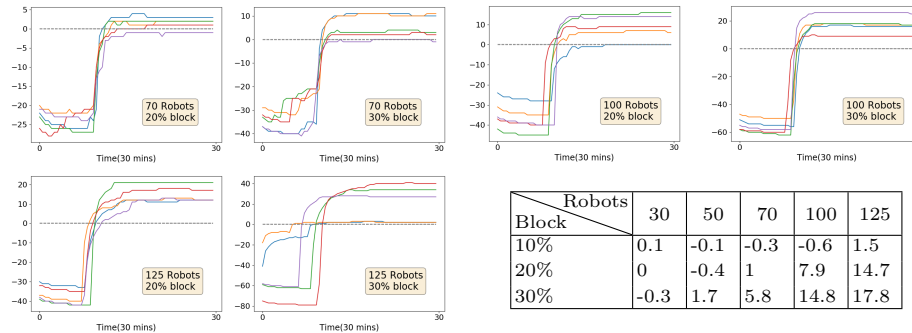 5
0
−5
−10
−15
−20
−25
0
30
Time(30 mins)
70 Robots
20% block
10
0
−10
−20
−30
−40
0
30
Time(30 mins)
70 Robots
30% block
10
0
−10
−20
−30
−40
0
30
Time(30 mins)
100 Robots
20% block
20
0
−20
−40
−60
0
30
Time(30 mins)
100 Robots
30% block
20
10
0
−10
−20
−30
−40
0
30
Time(30 mins)
125 Robots
20% block
40
20
0
−20
−40
−60
−80
0
30
Time(30 mins)
125 Robots
30% block
Robots
Block 30 50 70 100 125
10% 0.1 -0.1 -0.3 -0.6 1.5
20% 0 -0.4 1 7.9 14.7
30% -0.3 1.7 5.8 14.8 17.8